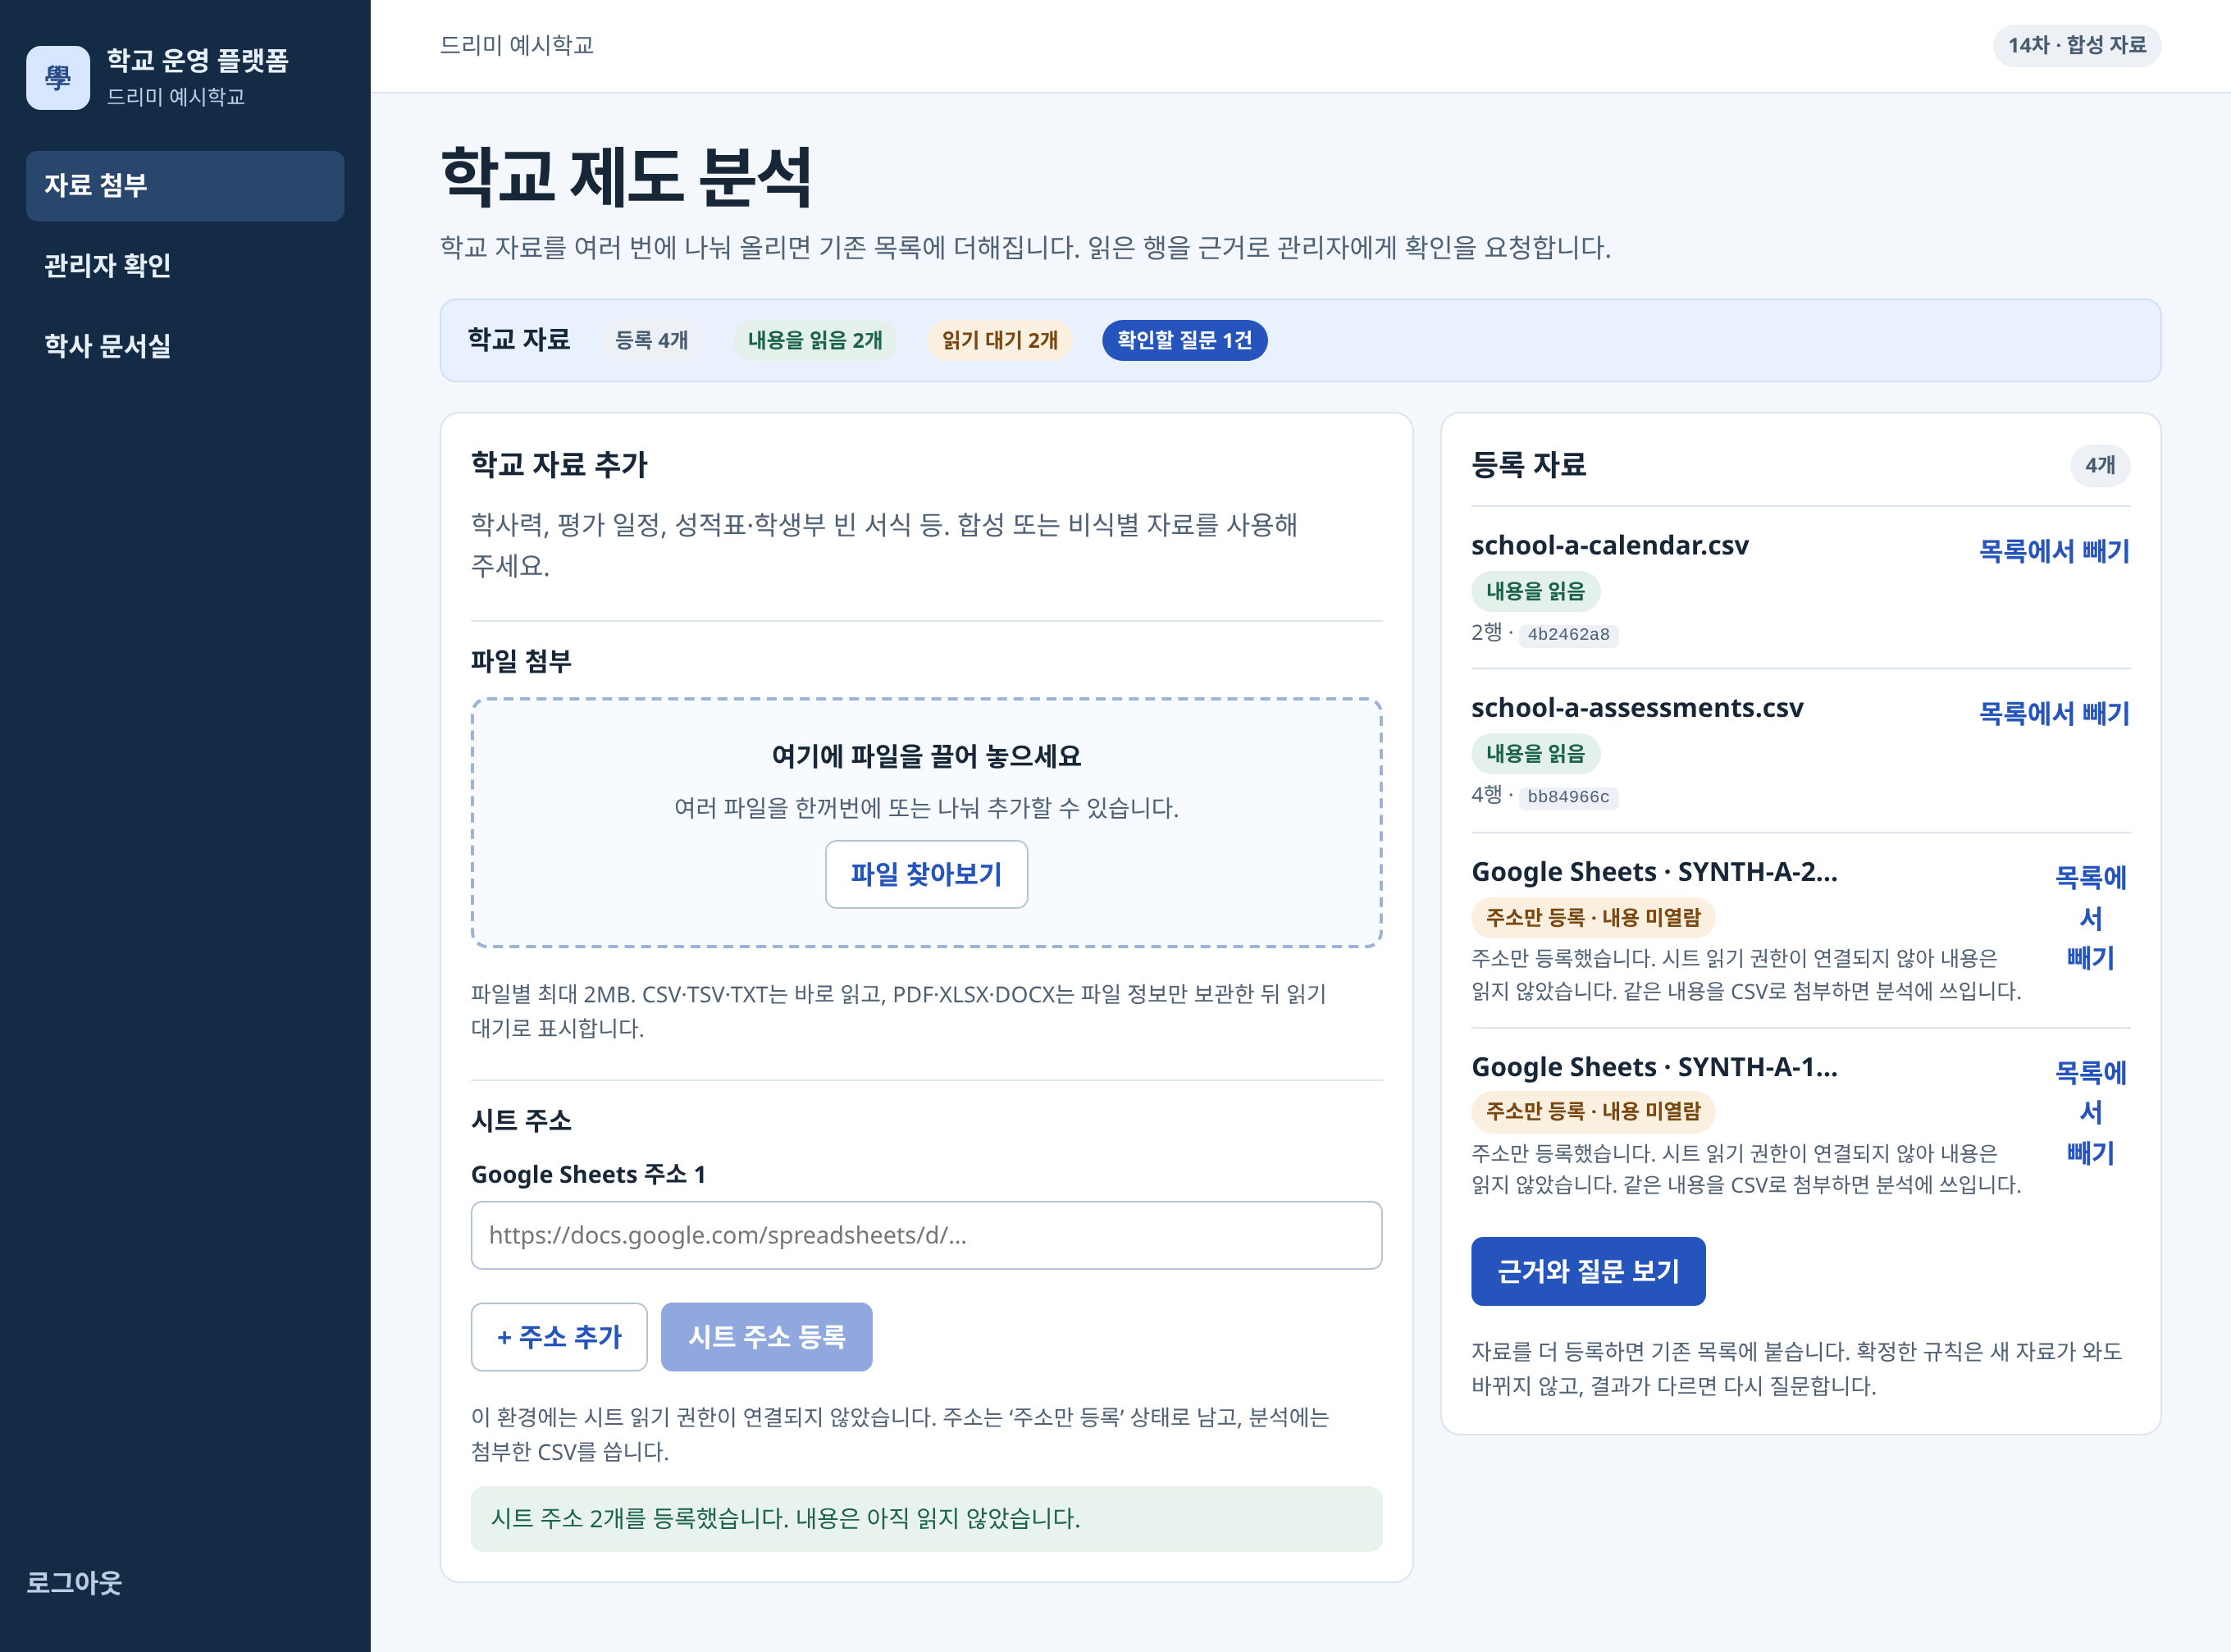 學
학교 운영 플랫폼
드리미 예시학교
자료 첨부
관리자 확인
학사 문서실
로그아웃
드리미 예시학교
14차 · 합성 자료
학교 제도 분석
학교 자료를 여러 번에 나눠 올리면 기존 목록에 더해집니다. 읽은 행을 근거로 관리자에게 확인을 요청합니다.
학교 자료 등록 4개 내용을 읽음 2개 읽기 대기 2개 확인할 질문 1건
학교 자료 추가
학사력, 평가 일정, 성적표·학생부 빈 서식 등. 합성 또는 비식별 자료를 사용해
주세요.
파일 첨부
여기에 파일을 끌어 놓으세요
여러 파일을 한꺼번에 또는 나눠 추가할 수 있습니다.
파일 찾아보기
파일별 최대 2MB. CSV·TSV·TXT는 바로 읽고, PDF·XLSX·DOCX는 파일 정보만 보관한 뒤 읽기
대기로 표시합니다.
시트 주소
Google Sheets 주소 1
https://docs.google.com/spreadsheets/d/...
+ 주소 추가 시트 주소 등록
이 환경에는 시트 읽기 권한이 연결되지 않았습니다. 주소는 ‘주소만 등록’ 상태로 남고, 분석에는
첨부한 CSV를 씁니다.
시트 주소 2개를 등록했습니다. 내용은 아직 읽지 않았습니다.
등록 자료 4개
school-a-calendar.csv 목록에서 빼기
내용을 읽음
2행 · 4b2462a8
school-a-assessments.csv 목록에서 빼기
내용을 읽음
4행 · bb84966c
Google Sheets · SYNTH-A-2...
주소만 등록 · 내용 미열람
주소만 등록했습니다. 시트 읽기 권한이 연결되지 않아 내용은
읽지 않았습니다. 같은 내용을 CSV로 첨부하면 분석에 쓰입니다.
목록에
서
빼기
Google Sheets · SYNTH-A-1...
주소만 등록 · 내용 미열람
주소만 등록했습니다. 시트 읽기 권한이 연결되지 않아 내용은
읽지 않았습니다. 같은 내용을 CSV로 첨부하면 분석에 쓰입니다.
목록에
서
빼기
근거와 질문 보기
자료를 더 등록하면 기존 목록에 붙습니다. 확정한 규칙은 새 자료가 와도
바뀌지 않고, 결과가 다르면 다시 질문합니다.